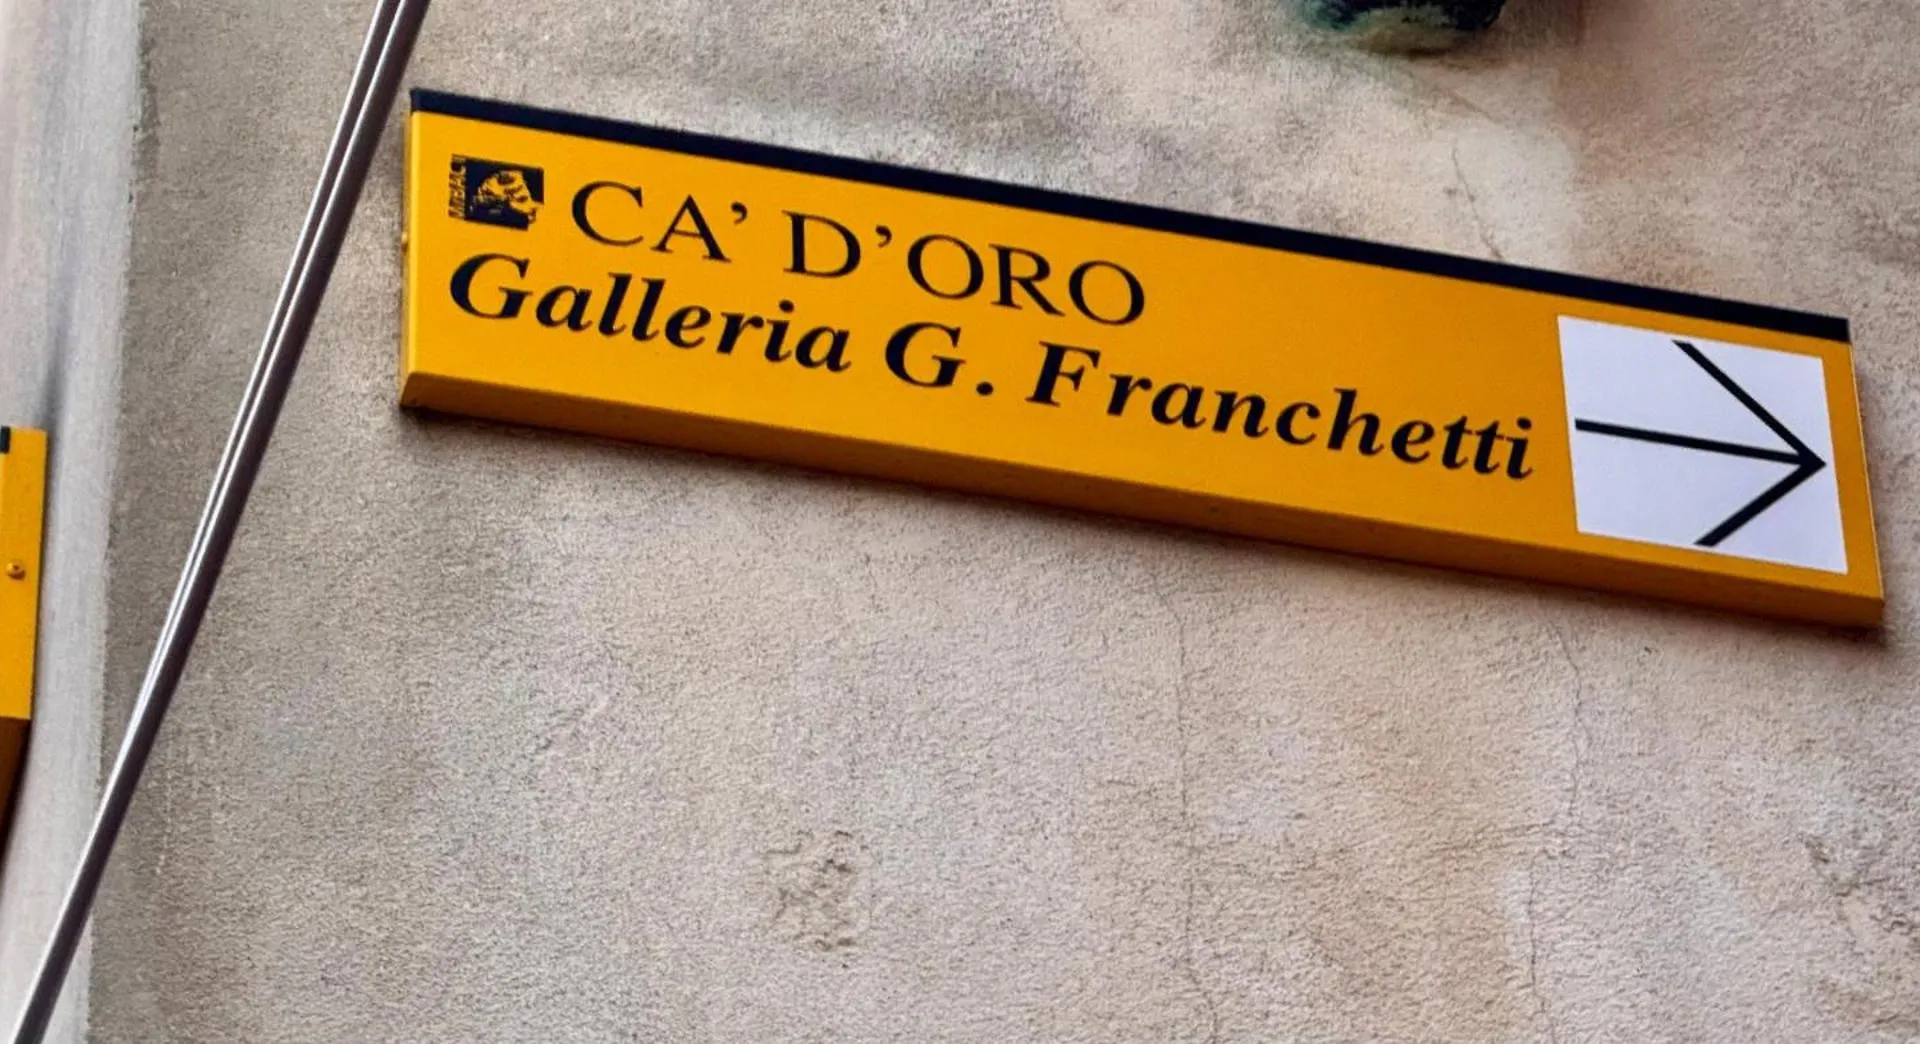 CA' D'ORO
Galleria G. Franchetti